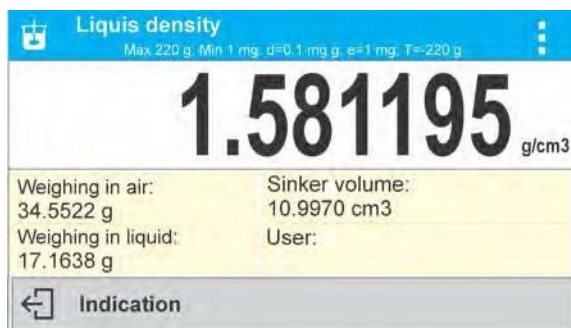 Liquis density
Max 220 g; Min 1 mg; d=0.1 mg g; e=1 mg; T=-220 g
1.581195 g/cm3
Weighing in air:
34.5522 g
Sinker volume:
10.9970 cm3
Weighing in liquid:
17.1638 g
User:
Indication